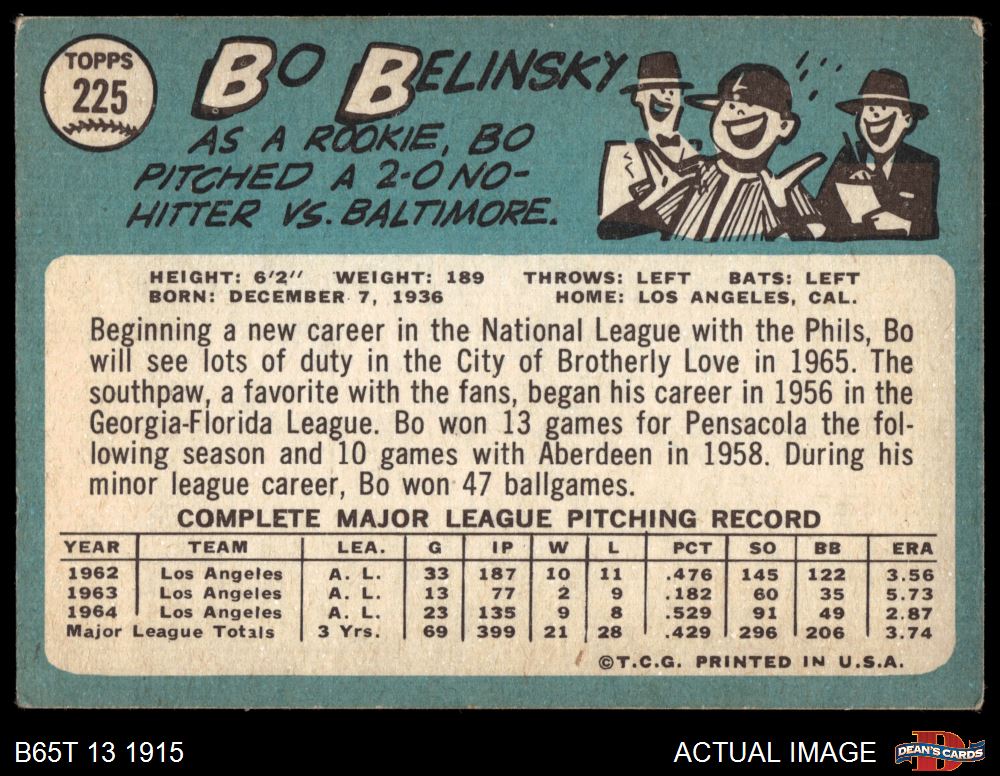 TOPPS
225
BO BELINSKY
AS A ROOKIE, BO
PITCHED A 2-0 NO-
HITTER VS. BALTIMORE.
HEIGHT: 6'2" WEIGHT: 189 THROWS: LEFT BATS: LEFT
BORN: DECEMBER 7, 1936 HOME: LOS ANGELES, CAL.
Beginning a new career in the National League with the Phils, Bo
will see lots of duty in the City of Brotherly Love in 1965. The
southpaw, a favorite with the fans, began his career in 1956 in the
Georgia-Florida League. Bo won 13 games for Pensacola the fol-
lowing season and 10 games with Aberdeen in 1958. During his
minor league career, Bo won 47 ballgames.
COMPLETE MAJOR LEAGUE PITCHING RECORD
YEAR TEAM LEA. G IP W L PCT SO BB ERA
1962 Los Angeles A. L. 33 187 10 11 .476 145 122 3.56
1963 Los Angeles A. L. 13 77 2 9 .182 60 35 5.73
1964 Los Angeles A. L. 23 135 9 8 .529 91 49 2.87
Major League Totals 3 Yrs. 69 399 21 28 .429 296 206 3.74
©T.C.G. PRINTED IN U.S.A.
B65T 13 1915 ACTUAL IMAGE D DEAN'S CARDS